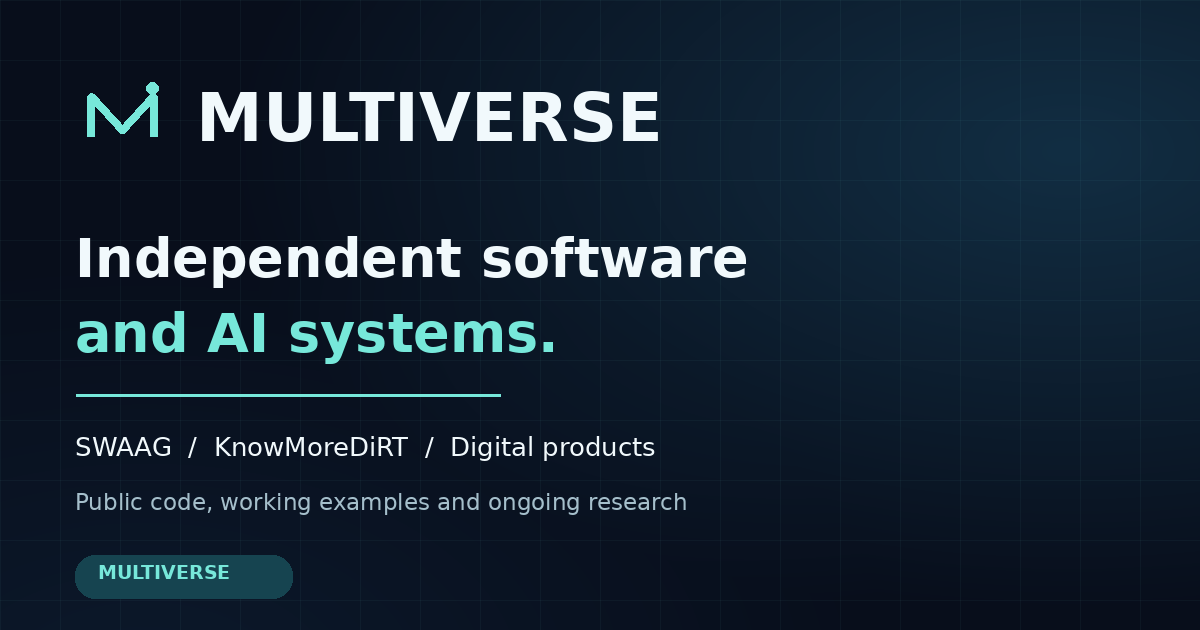 MULTIVERSE
Independent software
and AI systems.
SWAAG / KnowMoreDiRT / Digital products
Public code, working examples and ongoing research
MULTIVERSE